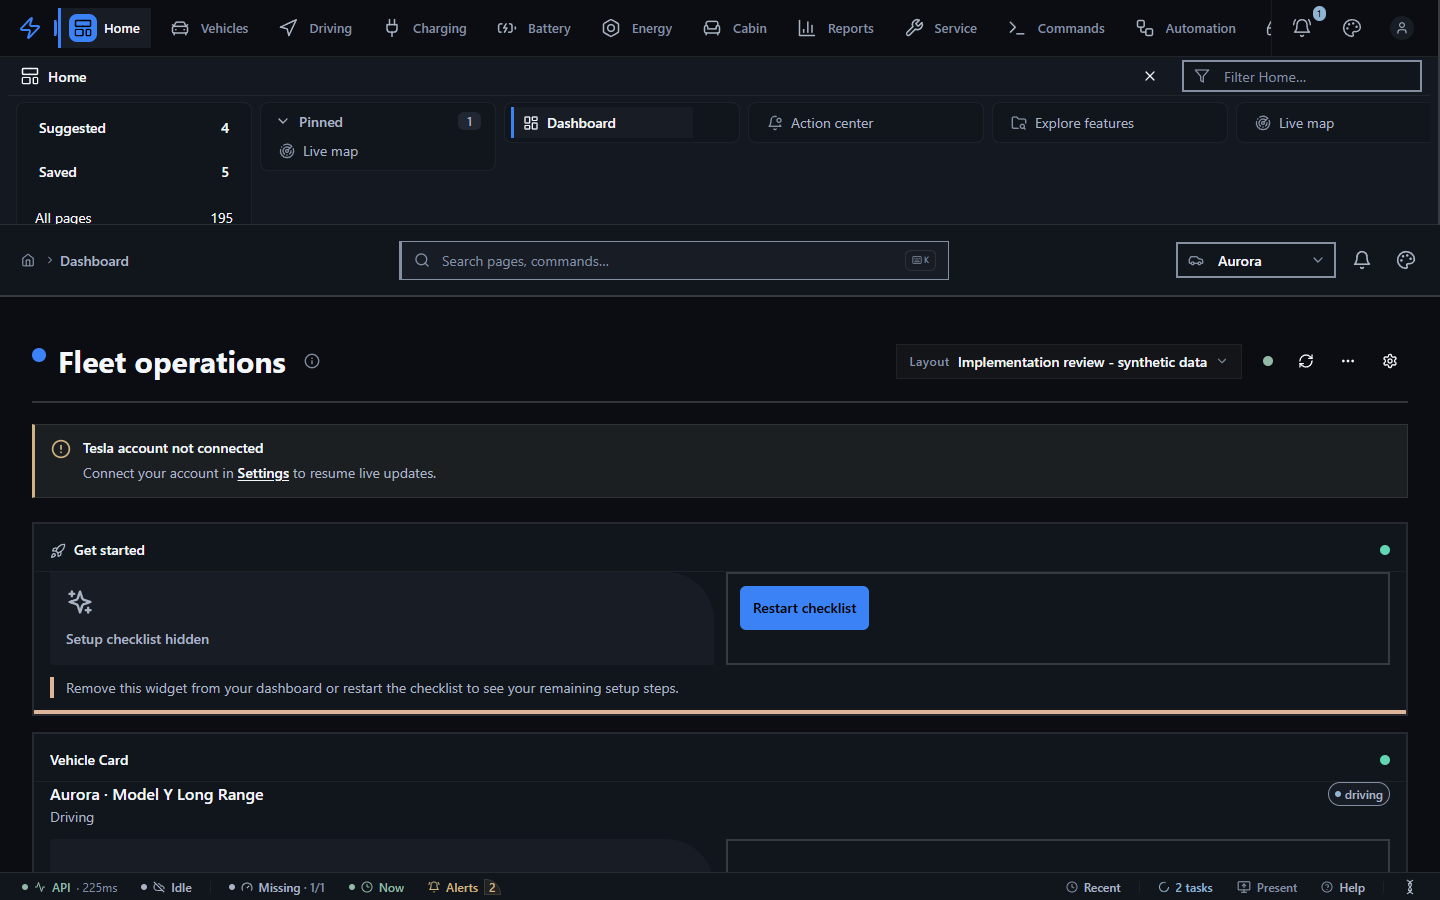 Home
Vehicles
Driving
Charging
Battery
Energy
Cabin
Reports
Service
Commands
Automation
1
Home
Filter Home...
Suggested 4
Saved 5
All pages 195
Pinned 1
Live map
Dashboard
Action center
Explore features
Live map
Dashboard
Search pages, commands...
K
Aurora
Fleet operations
Layout Implementation review - synthetic data
Tesla account not connected
Connect your account in Settings to resume live updates.
Get started
Setup checklist hidden
Restart checklist
Remove this widget from your dashboard or restart the checklist to see your remaining setup steps.
Vehicle Card
Aurora · Model Y Long Range
driving
Driving
API · 225ms
Idle
Missing · 1/1
Now
Alerts 2
Recent
2 tasks
Present
Help